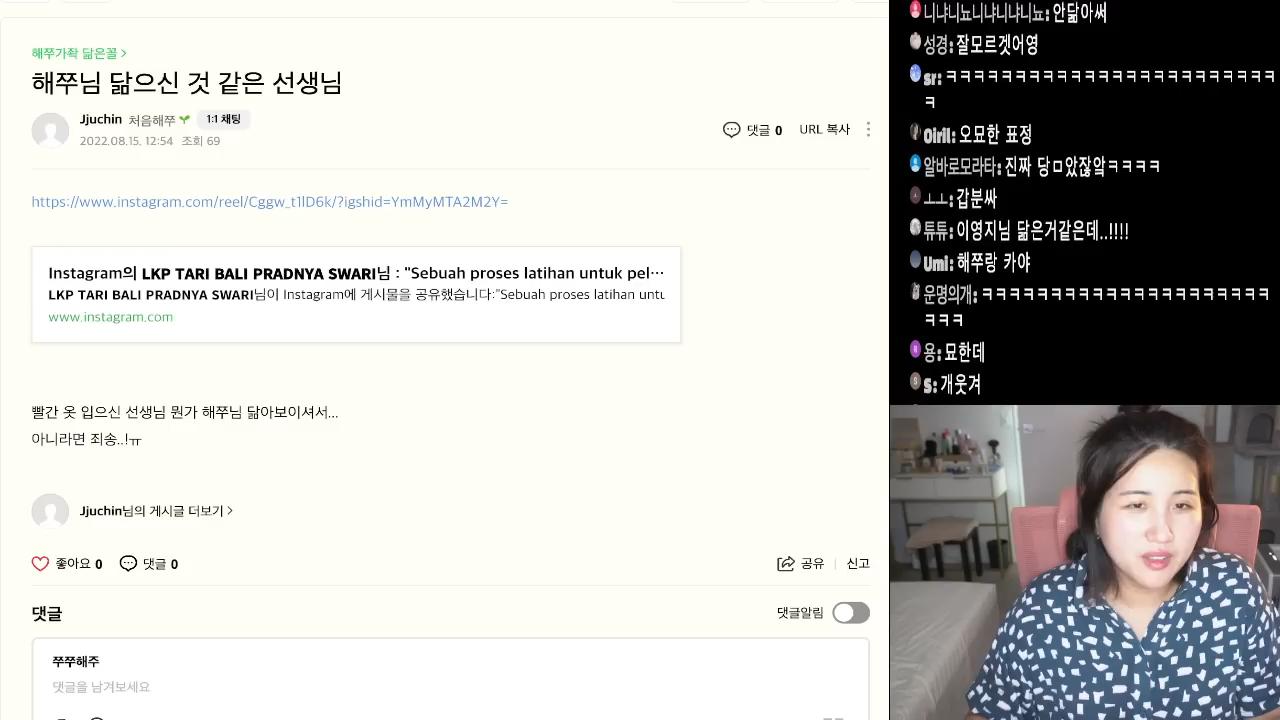 해쭈가좍 닮은꼴 >
해쭈님 닮으신 것 같은 선생님
Jjuchin 처음해쭈 1:1 채팅
2022.08.15. 12:54 조회 69
댓글 0 URL 복사
https://www.instagram.com/reel/Cggw_t1lD6k/?igshid=YmMyMTA2M2Y=
Instagram의 LKP TARI BALI PRADNYA SWARI님 : "Sebuah proses latihan untuk pel…
LKP TARI BALI PRADNYA SWARI님이 Instagram에 게시물을 공유했습니다:"Sebuah proses latihan untu
www.instagram.com
빨간 옷 입으신 선생님 뭔가 해쭈님 닮아보이셔서...
아니라면 죄송..!ㅠ
Jjuchin님의 게시글 더보기 >
좋아요 0 댓글 0
공유 신고
댓글
댓글알림
쭈쭈해주
댓글을 남겨보세요
니냐니뇨니냐니냐니뇨: 안닮아써
성경: 잘모르겟어영
sr: ㅋㅋㅋㅋㅋㅋㅋㅋㅋㅋㅋㅋㅋㅋㅋㅋㅋㅋㅋㅋㅋㅋㅋㅋ
ㅋ
Oiril: 오묘한 표정
알바로모라타: 진짜 당ㅁ았잖앜ㅋㅋㅋㅋ
ㅗㅗ: 갑분싸
튜튜: 이영지님 닮은거같은데..!!!!
Umi: 해쭈랑 카야
운명의개: ㅋㅋㅋㅋㅋㅋㅋㅋㅋㅋㅋㅋㅋㅋㅋㅋㅋㅋㅋㅋㅋ
ㅋㅋㅋ
용: 묘한데
S: 개웃겨